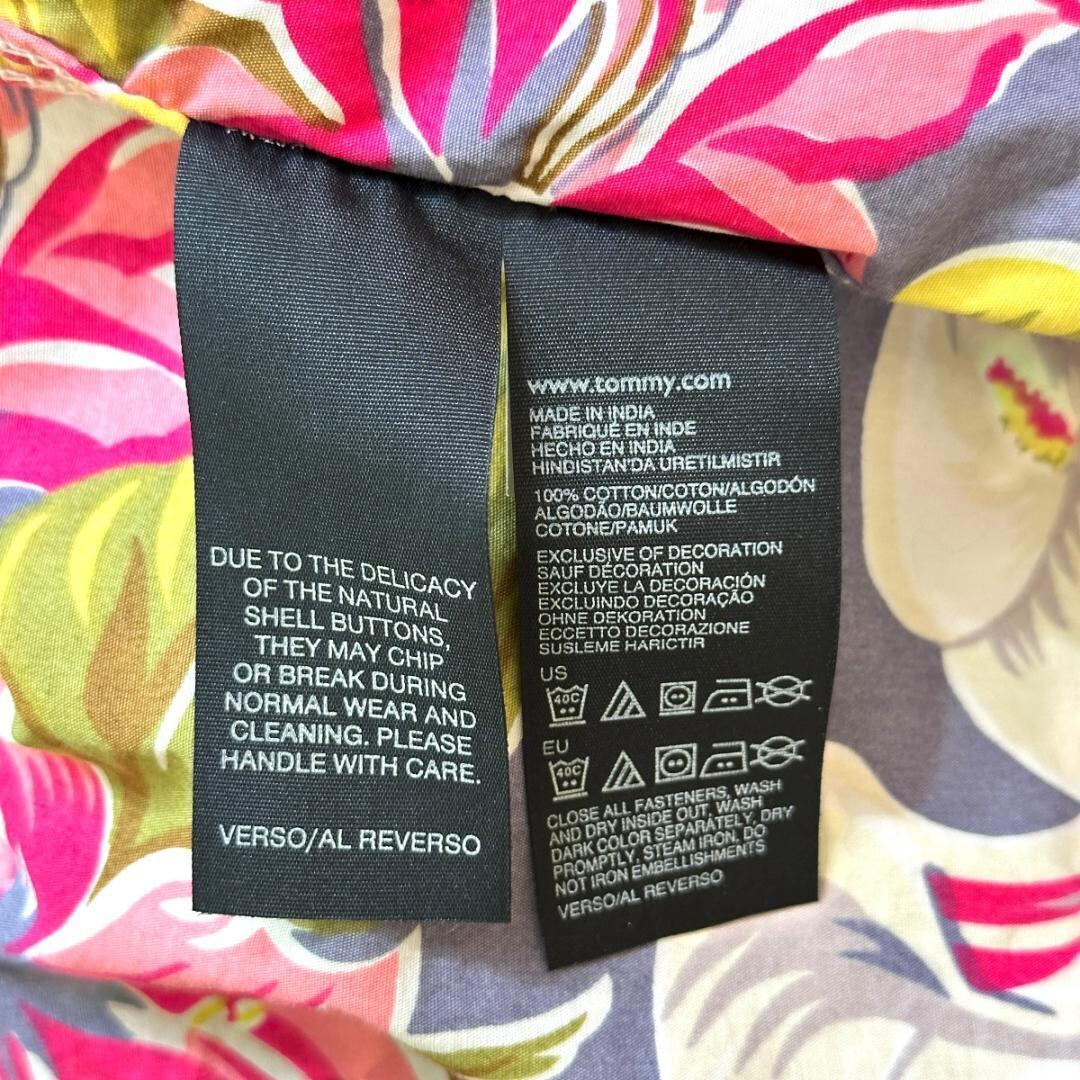 DUE TO THE DELICACY
OF THE NATURAL
SHELL BUTTONS,
THEY MAY CHIP
OR BREAK DURING
NORMAL WEAR AND
CLEANING. PLEASE
HANDLE WITH CARE.
VERSO/AL REVERSO
www.tommy.com
MADE IN INDIA
FABRIQUÉ EN INDE
HECHO EN INDIA
HINDISTAN'DA URETILMISTIR
100% COTTON/COTON/ALGODÓN
ALGODÃO/BAUMWOLLE
COTONE/PAMUK
EXCLUSIVE OF DECORATION
SAUF DÉCORATION
EXCLUYE LA DECORACIÓN
EXCLUINDO DECORAÇÃO
OHNE DEKORATION
ECCETTO DECORAZIONE
SUSLEME HARICTIR
US
40C
EU
40C
CLOSE ALL FASTENERS, WASH
AND DRY INSIDE OUT, WASH
DARK COLOR SEPARATELY, DRY
PROMPTLY, STEAM IRON, DO
NOT IRON EMBELLISHMENTS
VERSO/AL REVERSO